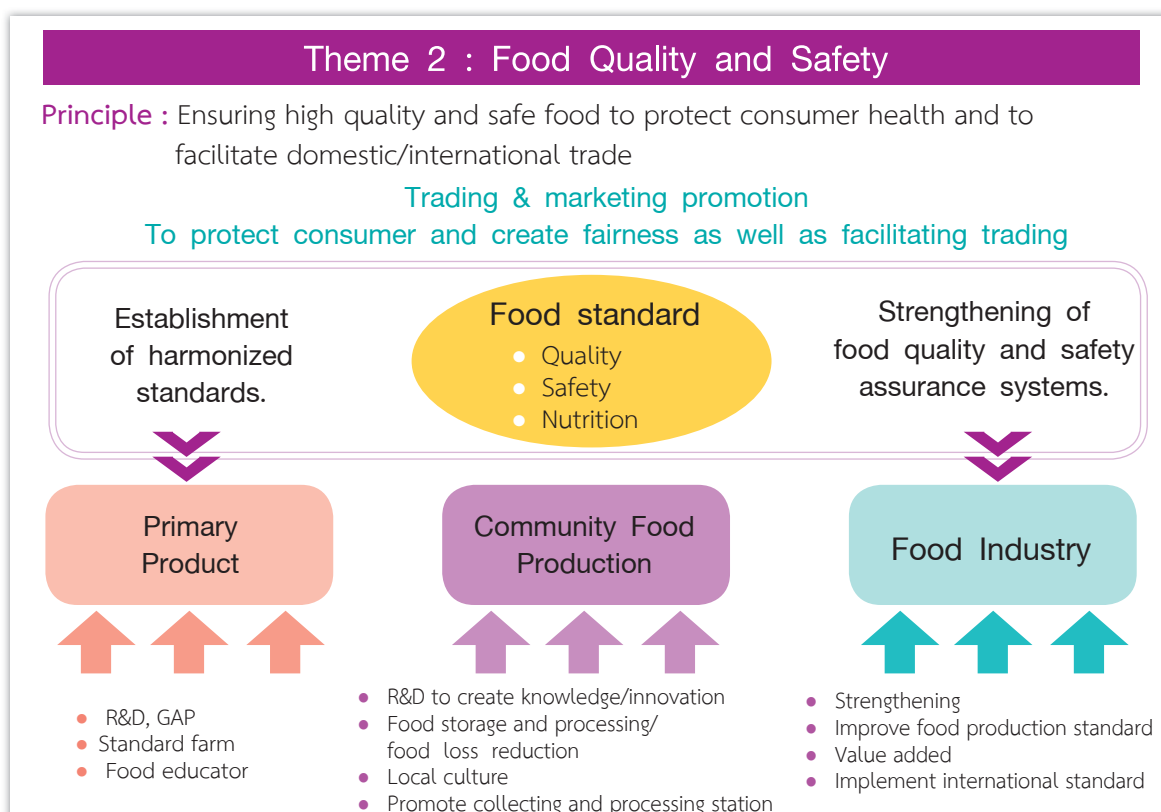 Theme 2 : Food Quality and Safety
Principle : Ensuring high quality and safe food to protect consumer health and to
facilitate domestic/international trade
Trading & marketing promotion
To protect consumer and create fairness as well as facilitating trading
Establishment
of harmonized
standards.
Food standard
• Quality
• Safety
• Nutrition
Strengthening of
food quality and safety
assurance systems.
Primary
Product
Community Food
Production
Food Industry
• R&D, GAP
• Standard farm
• Food educator
• R&D to create knowledge/innovation
• Food storage and processing/
food loss reduction
• Local culture
• Promote collecting and processing station
• Strengthening
• Improve food production standard
• Value added
• Implement international standard